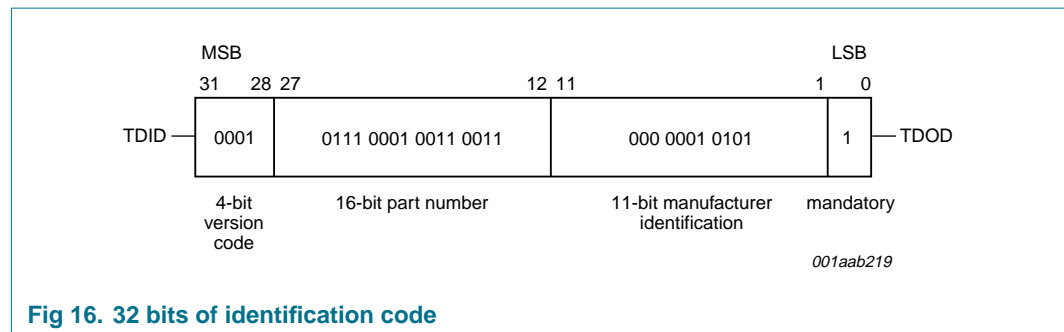 MSB LSB
31 28 27 12 11 1 0
TDID 0001 0111 0001 0011 0011 000 0001 0101 1 TDOD
4-bit 16-bit part number 11-bit manufacturer mandatory
version identification
code
001aab219
Fig 16. 32 bits of identification code